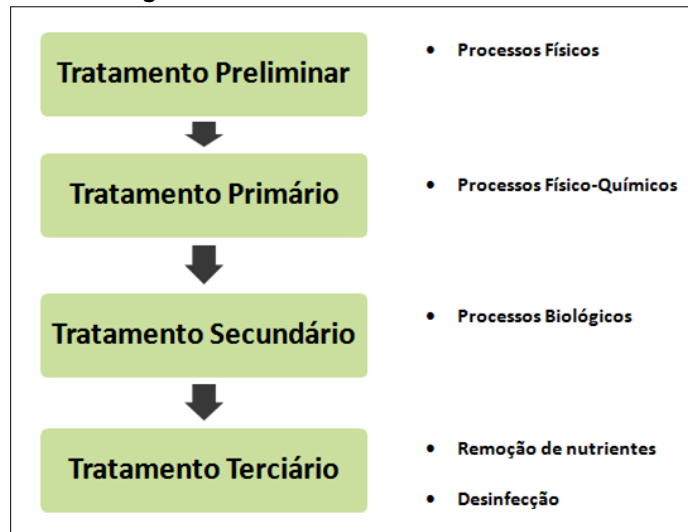 Tratamento Preliminar
• Processos Físicos
Tratamento Primário
• Processos Físico-Químicos
Tratamento Secundário
• Processos Biológicos
Tratamento Terciário
• Remoção de nutrientes
• Desinfecção